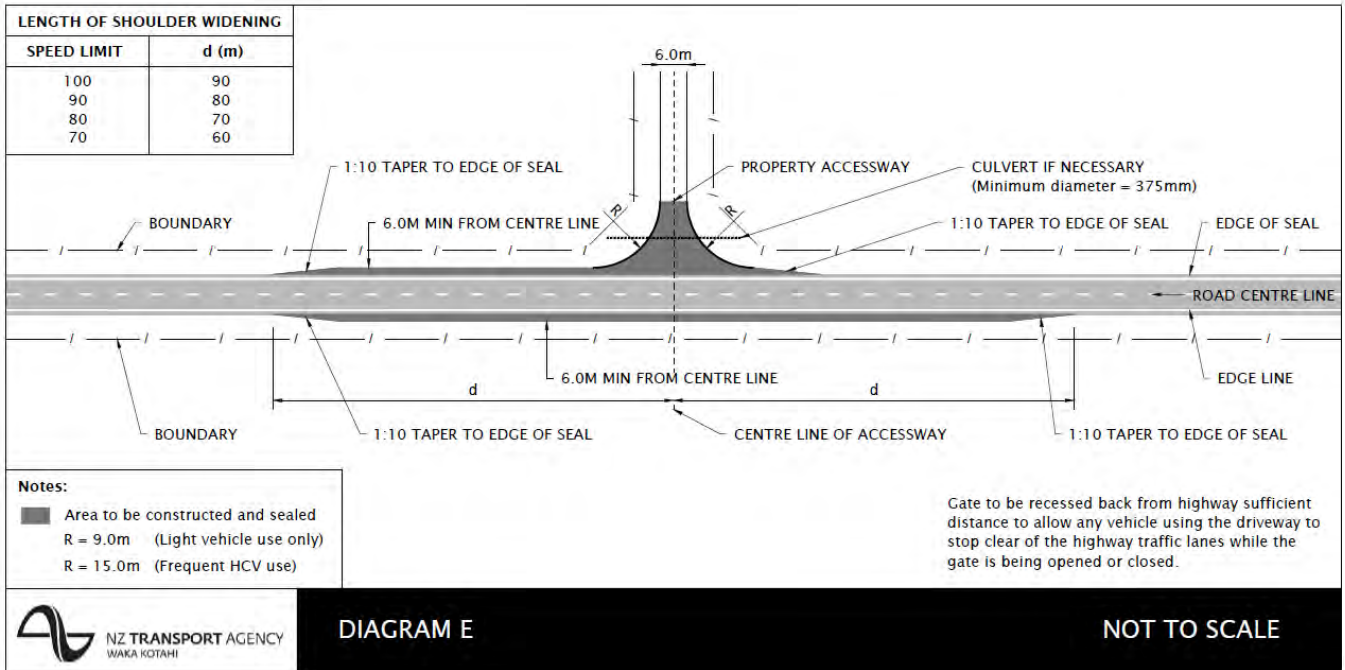 LENGTH OF SHOULDER WIDENING
SPEED LIMIT d (m)
100 90
90 80
80 70
70 60
6.0m
1:10 TAPER TO EDGE OF SEAL
PROPERTY ACCESSWAY
CULVERT IF NECESSARY
(Minimum diameter = 375mm)
BOUNDARY
6.0M MIN FROM CENTRE LINE
R
R
1:10 TAPER TO EDGE OF SEAL
EDGE OF SEAL
ROAD CENTRE LINE
6.0M MIN FROM CENTRE LINE
EDGE LINE
d
d
BOUNDARY
1:10 TAPER TO EDGE OF SEAL
CENTRE LINE OF ACCESSWAY
1:10 TAPER TO EDGE OF SEAL
Notes:
Area to be constructed and sealed
R = 9.0m (Light vehicle use only)
R = 15.0m (Frequent HCV use)
Gate to be recessed back from highway sufficient
distance to allow any vehicle using the driveway to
stop clear of the highway traffic lanes while the
gate is being opened or closed.
NZ TRANSPORT AGENCY
WAKA KOTAHI
DIAGRAM E
NOT TO SCALE